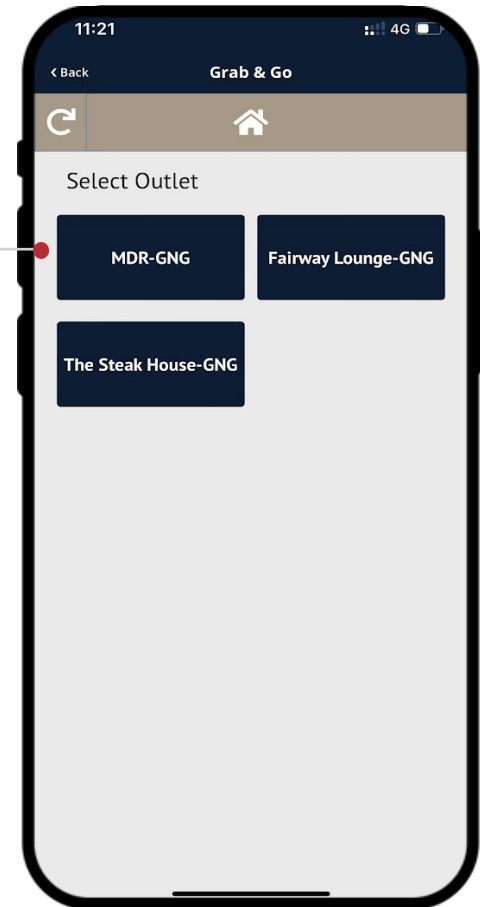 11:21 4G
Back Grab & Go
Select Outlet
MDR-GNG Fairway Lounge-GNG
The Steak House-GNG